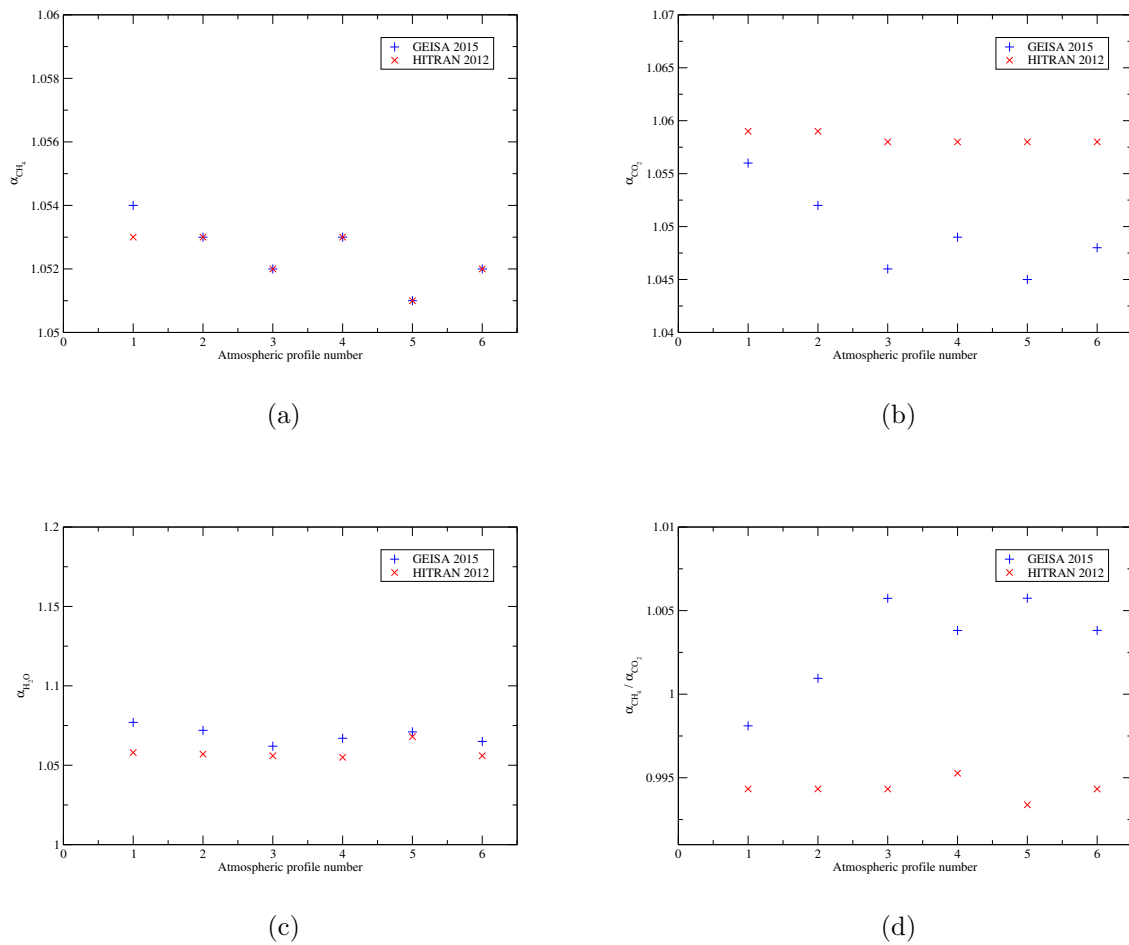 1.06
1.058
1.056
1.054
1.052
1.05
α_CH₄
0 1 2 3 4 5 6
Atmospheric profile number
GEISA 2015
HITRAN 2012
(a)
1.07
1.065
1.06
1.055
1.05
1.045
1.04
α_CO₂
0 1 2 3 4 5 6
Atmospheric profile number
GEISA 2015
HITRAN 2012
(b)
1.2
1.15
1.1
1.05
1
α_H₂O
0 1 2 3 4 5 6
Atmospheric profile number
GEISA 2015
HITRAN 2012
(c)
1.01
1.005
1
0.995
α_CH₄ / α_CO₂
0 1 2 3 4 5 6
Atmospheric profile number
GEISA 2015
HITRAN 2012
(d)